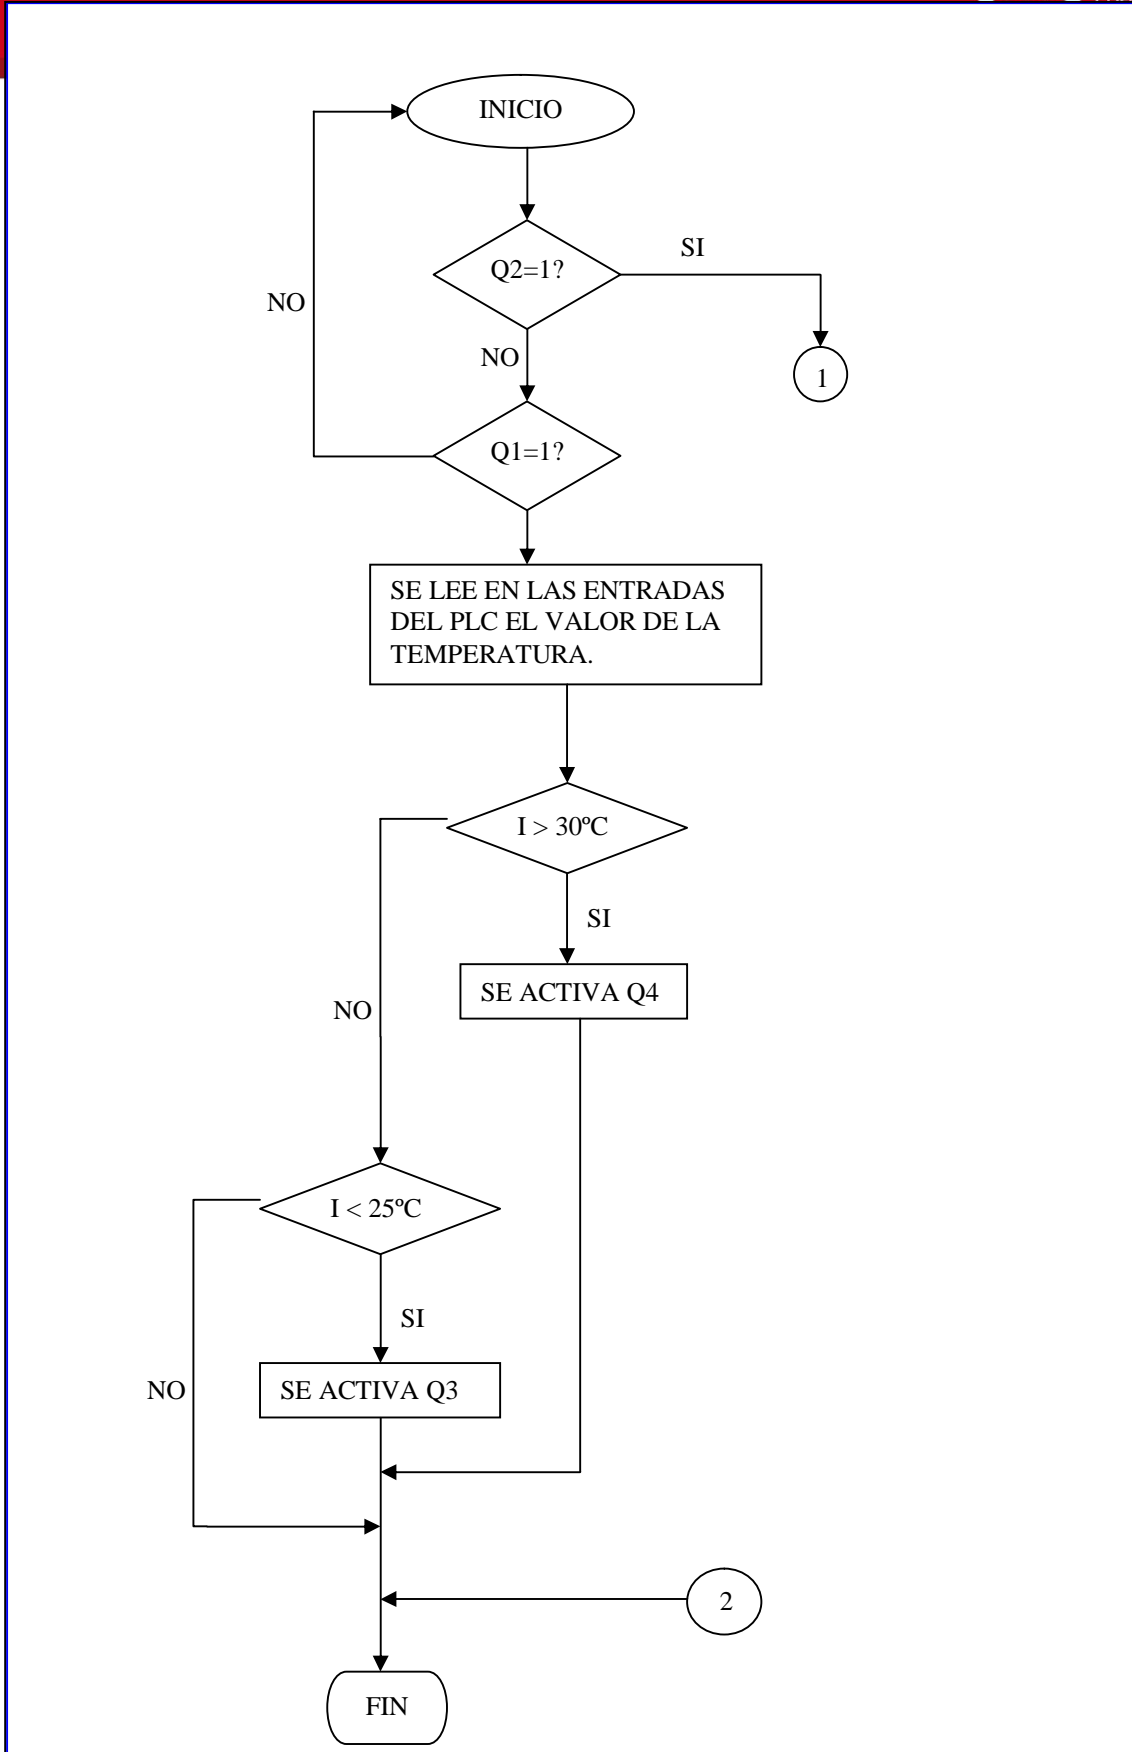 INICIO
SI
Q2=1?
NO
NO
1
Q1=1?
SE LEE EN LAS ENTRADAS
DEL PLC EL VALOR DE LA
TEMPERATURA.
I > 30ºC
SI
SE ACTIVA Q4
NO
I < 25ºC
SI
SE ACTIVA Q3
NO
2
FIN